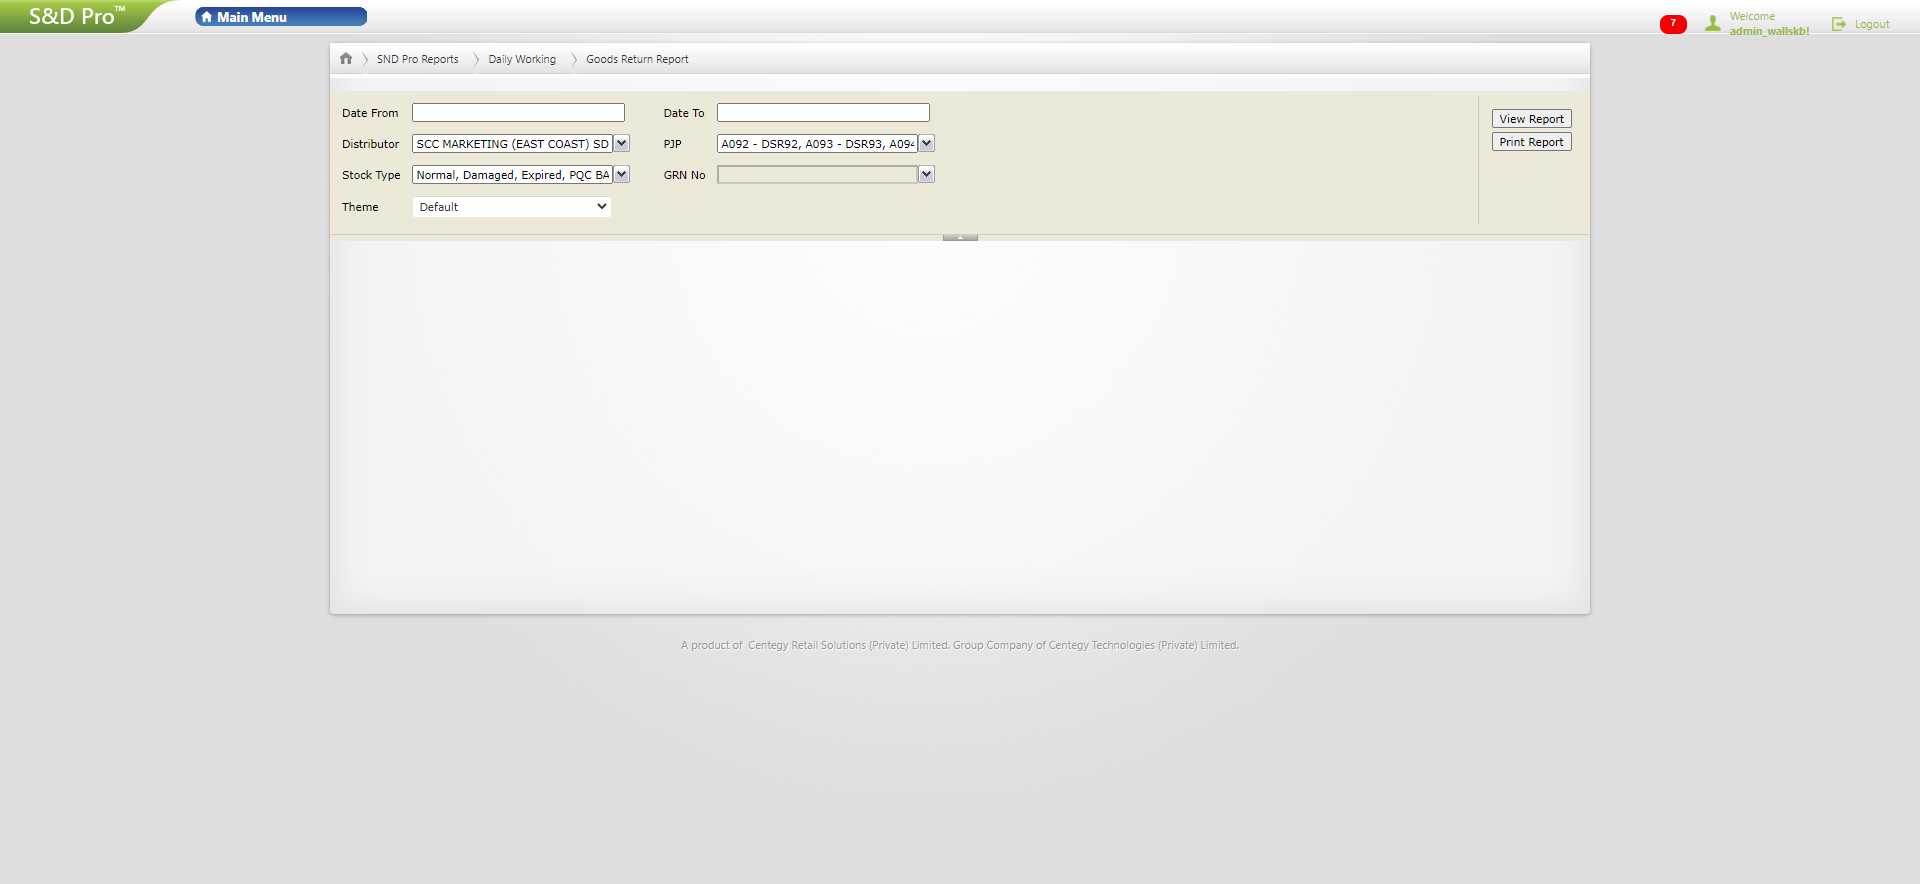 S&D Pro™
Main Menu
7
Welcome
admin_wallskb!
Logout
SND Pro Reports
Daily Working
Goods Return Report
Date From
Date To
View Report
Distributor
SCC MARKETING (EAST COAST) SD
PJP
A092 - DSR92, A093 - DSR93, A094
Print Report
Stock Type
Normal, Damaged, Expired, PQC BA
GRN No
Theme
Default
A product of Centegy Retail Solutions (Private) Limited. Group Company of Centegy Technologies (Private) Limited.